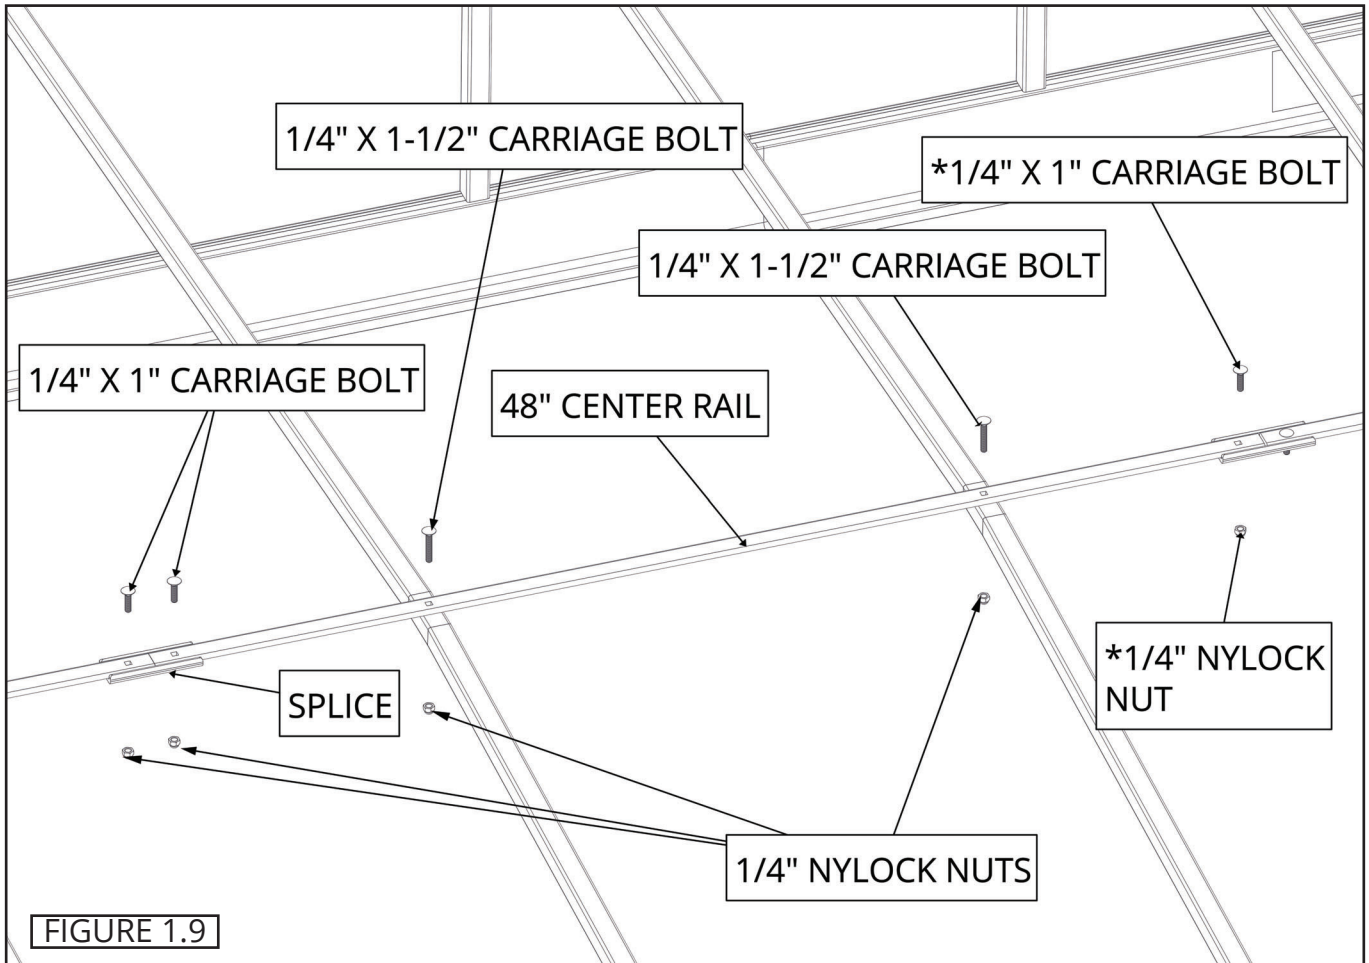 1/4" X 1-1/2" CARRIAGE BOLT
*1/4" X 1" CARRIAGE BOLT
1/4" X 1-1/2" CARRIAGE BOLT
1/4" X 1" CARRIAGE BOLT
48" CENTER RAIL
*1/4" NYLOCK
NUT
SPLICE
1/4" NYLOCK NUTS
FIGURE 1.9